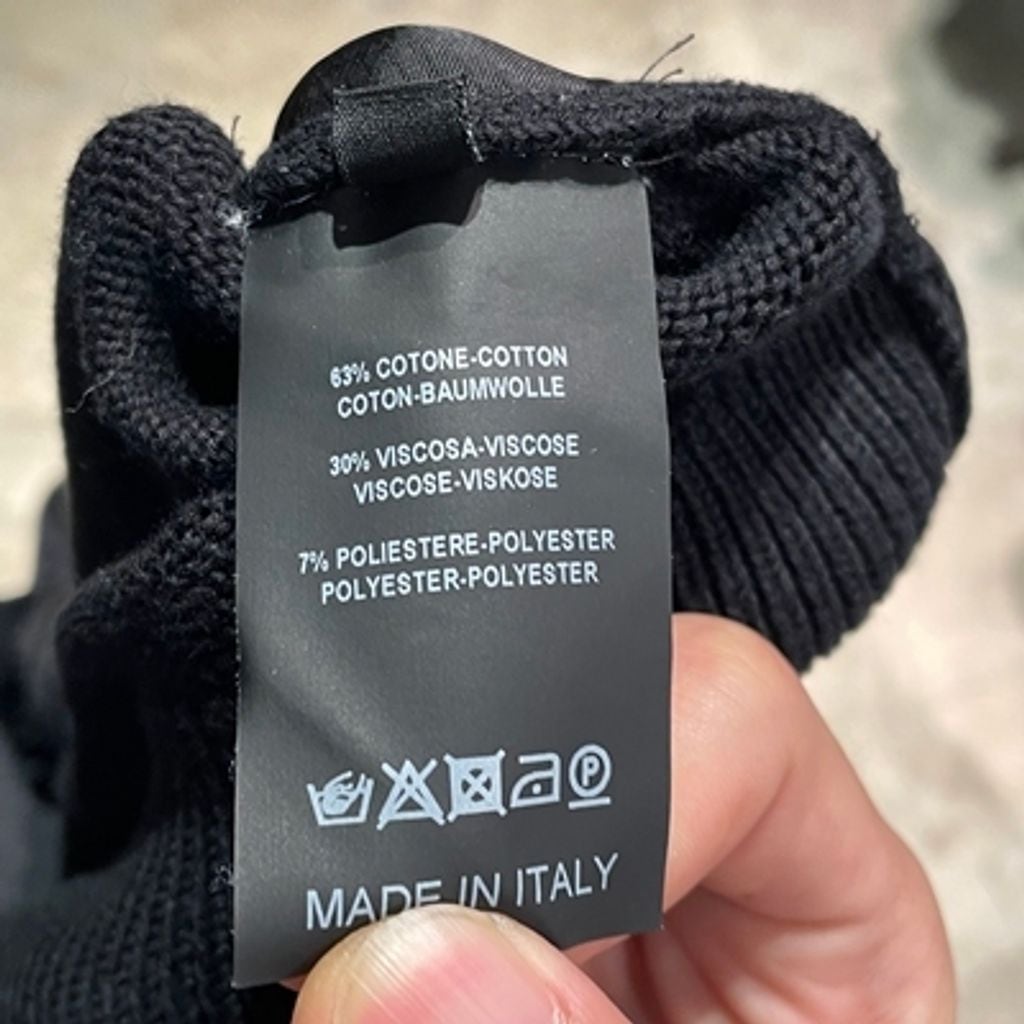 63% COTONE-COTTON
COTON-BAUMWOLLE
30% VISCOSA-VISCOSE
VISCOSE-VISKOSE
7% POLIESTERE-POLYESTER
POLYESTER-POLYESTER
P
MADE IN ITALY